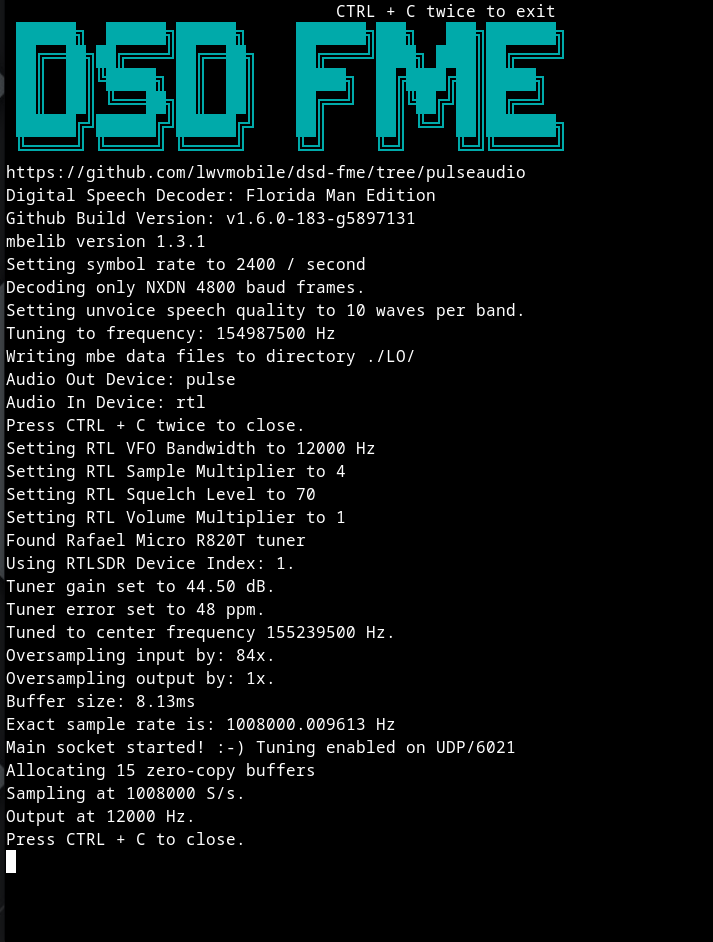 CTRL + C twice to exit
DSD FME
https://github.com/lwvmobile/dsd-fme/tree/pulseaudio
Digital Speech Decoder: Florida Man Edition
Github Build Version: v1.6.0-183-g5897131
mbelib version 1.3.1
Setting symbol rate to 2400 / second
Decoding only NXDN 4800 baud frames.
Setting unvoice speech quality to 10 waves per band.
Tuning to frequency: 154987500 Hz
Writing mbe data files to directory ./LO/
Audio Out Device: pulse
Audio In Device: rtl
Press CTRL + C twice to close.
Setting RTL VFO Bandwidth to 12000 Hz
Setting RTL Sample Multiplier to 4
Setting RTL Squelch Level to 70
Setting RTL Volume Multiplier to 1
Found Rafael Micro R820T tuner
Using RTLSDR Device Index: 1.
Tuner gain set to 44.50 dB.
Tuner error set to 48 ppm.
Tuned to center frequency 155239500 Hz.
Oversampling input by: 84x.
Oversampling output by: 1x.
Buffer size: 8.13ms
Exact sample rate is: 1008000.009613 Hz
Main socket started! :-) Tuning enabled on UDP/6021
Allocating 15 zero-copy buffers
Sampling at 1008000 S/s.
Output at 12000 Hz.
Press CTRL + C to close.